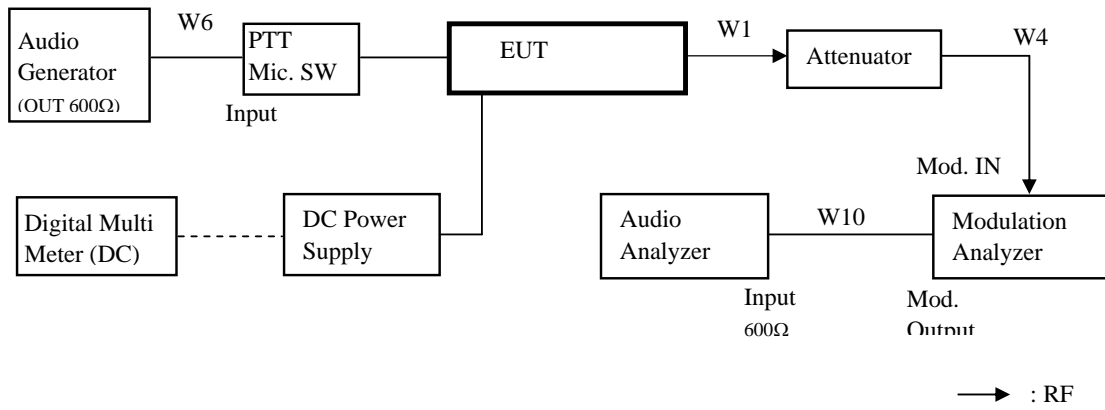 W6
W1
W4
Audio
Generator
(OUT 600Ω)
PTT
Mic. SW
Input
EUT
Attenuator
Mod. IN
Digital Multi
Meter (DC)
DC Power
Supply
Audio
Analyzer
W10
Modulation
Analyzer
Input
600Ω
Mod.
Output
: RF